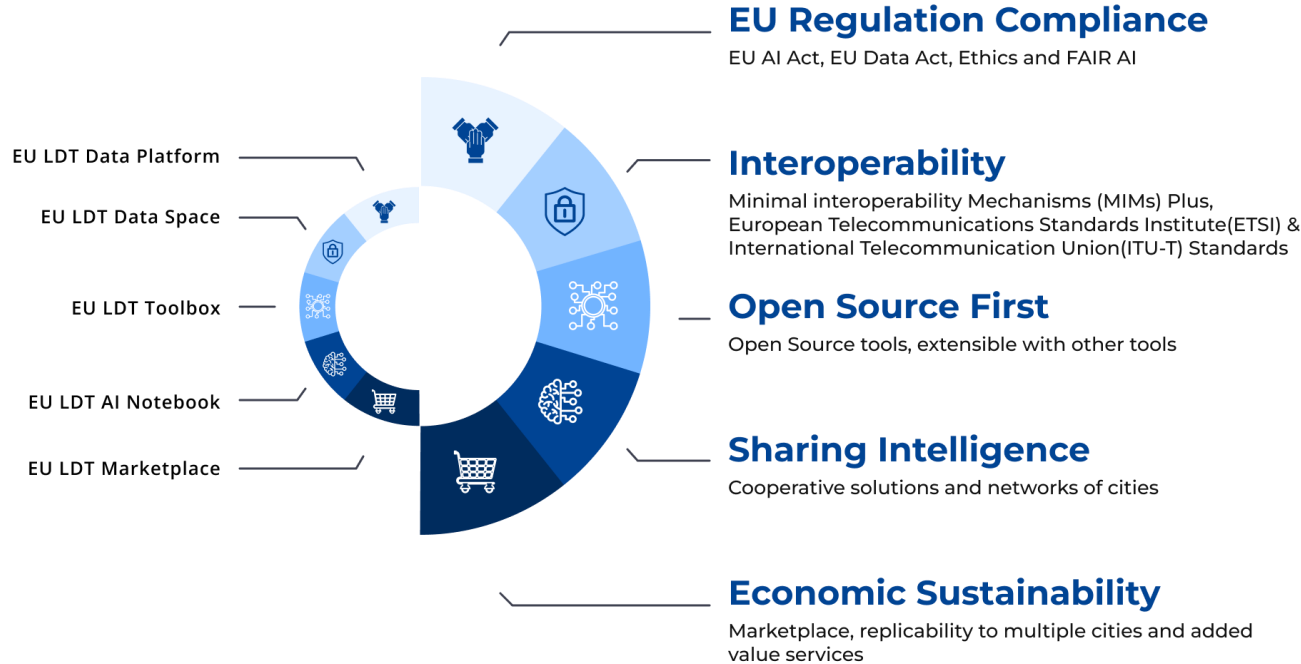 EU LDT Data Platform
EU LDT Data Space
EU LDT Toolbox
EU LDT AI Notebook
EU LDT Marketplace
EU Regulation Compliance
EU AI Act, EU Data Act, Ethics and FAIR AI
Interoperability
Minimal interoperability Mechanisms (MIMs) Plus,
European Telecommunications Standards Institute(ETSI) &
International Telecommunication Union(ITU-T) Standards
Open Source First
Open Source tools, extensible with other tools
Sharing Intelligence
Cooperative solutions and networks of cities
Economic Sustainability
Marketplace, replicability to multiple cities and added
value services